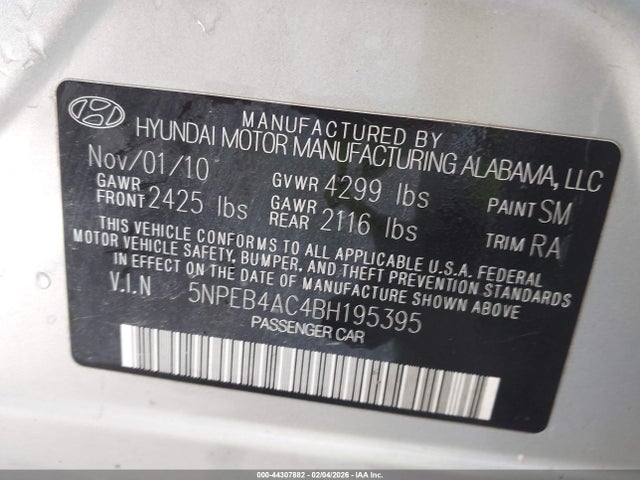 MANUFACTURED BY
HYUNDAI MOTOR MANUFACTURING ALABAMA, LLC
Nov/01/10 GVWR 4299 lbs PAINT SM
GAWR FRONT 2425 lbs GAWR REAR 2116 lbs TRIM RA
THIS VEHICLE CONFORMS TO ALL APPLICABLE U.S.A. FEDERAL
MOTOR VEHICLE SAFETY, BUMPER, AND THEFT PREVENTION STANDARDS
IN EFFECT ON THE DATE OF MANUFACTURE SHOWN ABOVE.
V.I.N 5NPEB4AC4BH195395
PASSENGER CAR
000-44307882 - 02/04/2026 - IAAI Inc.